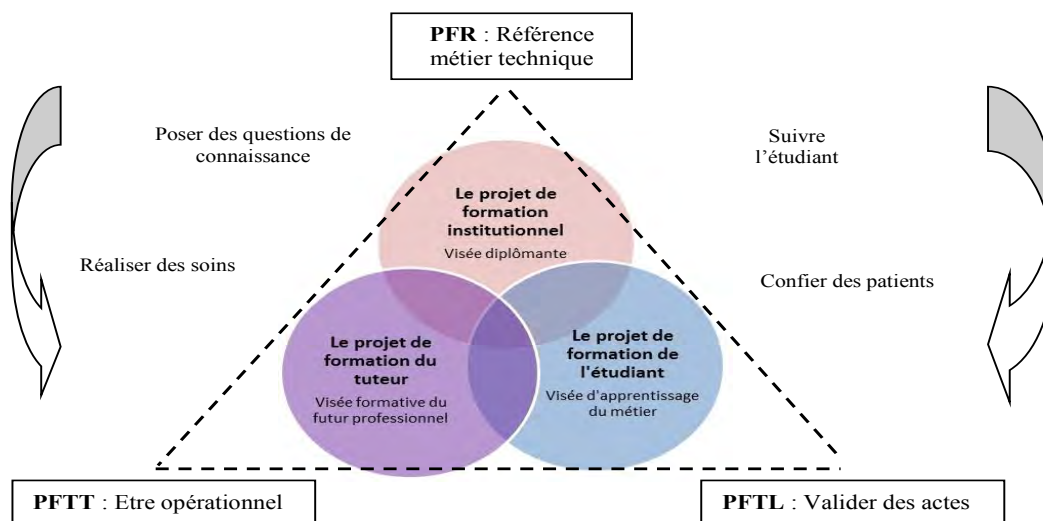 PFR : Référence
métier technique
Poser des questions de
connaissance
Suivre
l'étudiant
Le projet de
formation
institutionnel
Visée diplômante
Réaliser des soins
Confier des patients
Le projet de
formation du
tuteur
Visée formative du
futur professionnel
Le projet de
formation de
l'étudiant
Visée d'apprentissage
du métier
PFTT : Etre opérationnel
PFTL : Valider des actes